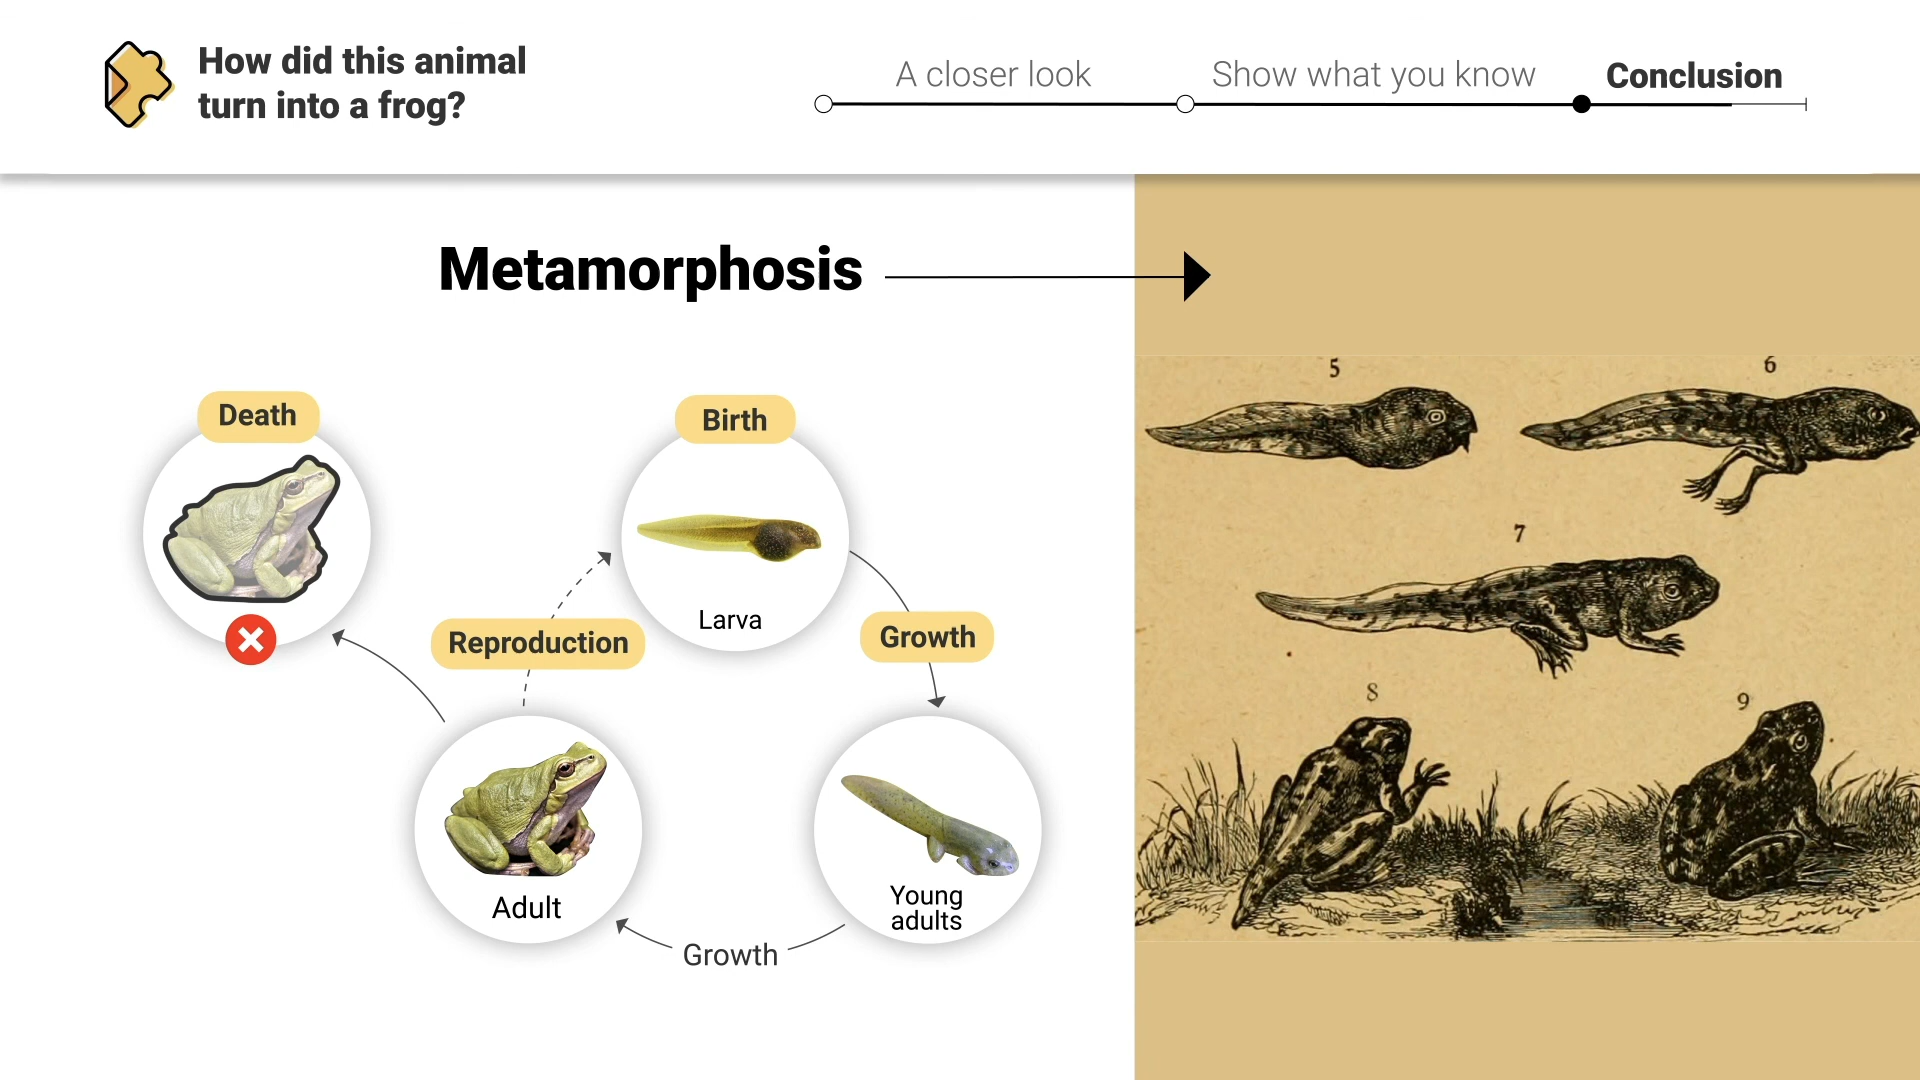 How did this animal
turn into a frog?
A closer look
Show what you know
Conclusion
Metamorphosis
Death
Birth
Larva
Reproduction
Growth
Adult
Young
adults
Growth
5
6
7
8
9